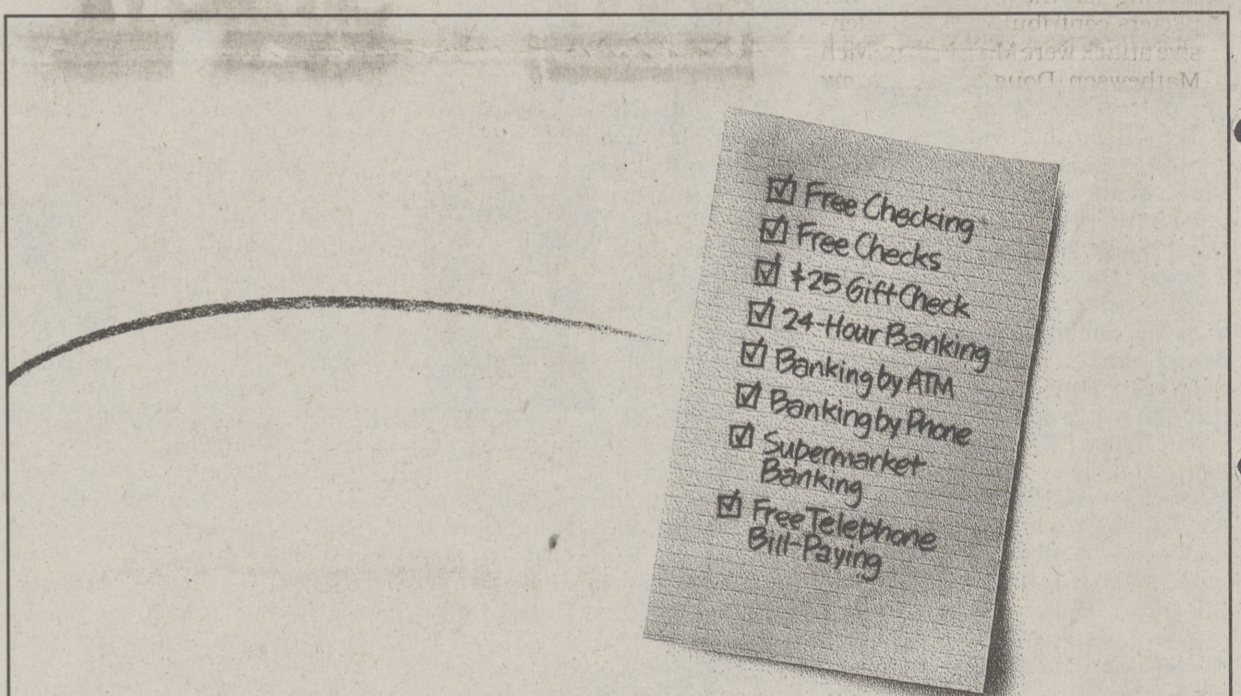 Free Checking
Free Checks
$25 Gift Check
24-Hour Banking
Banking by ATM
Banking by Phone
Supermarket
Banking
Free Telephone
Bill-Paying